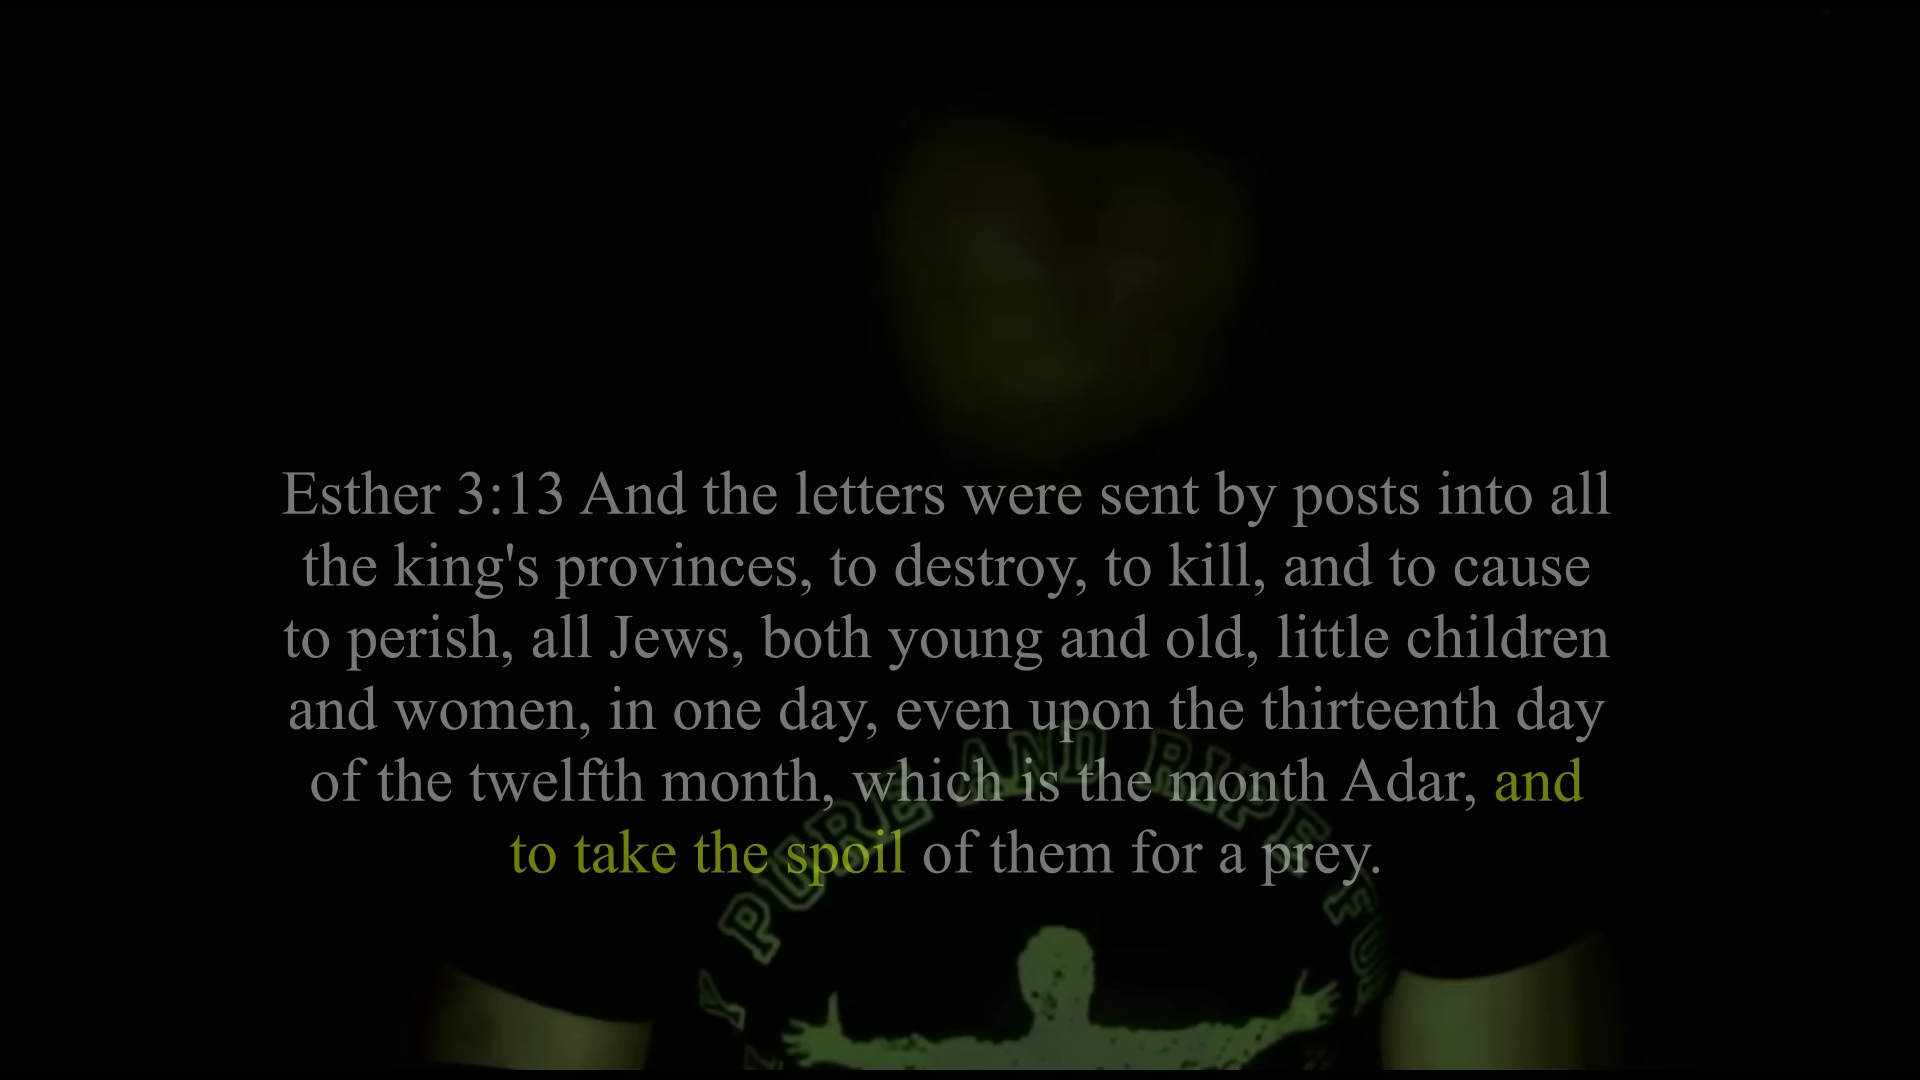 Esther 3:13 And the letters were sent by posts into all
the king's provinces, to destroy, to kill, and to cause
to perish, all Jews, both young and old, little children
and women, in one day, even upon the thirteenth day
of the twelfth month, which is the month Adar, and
to take the spoil of them for a prey.
PURE AND RIPE